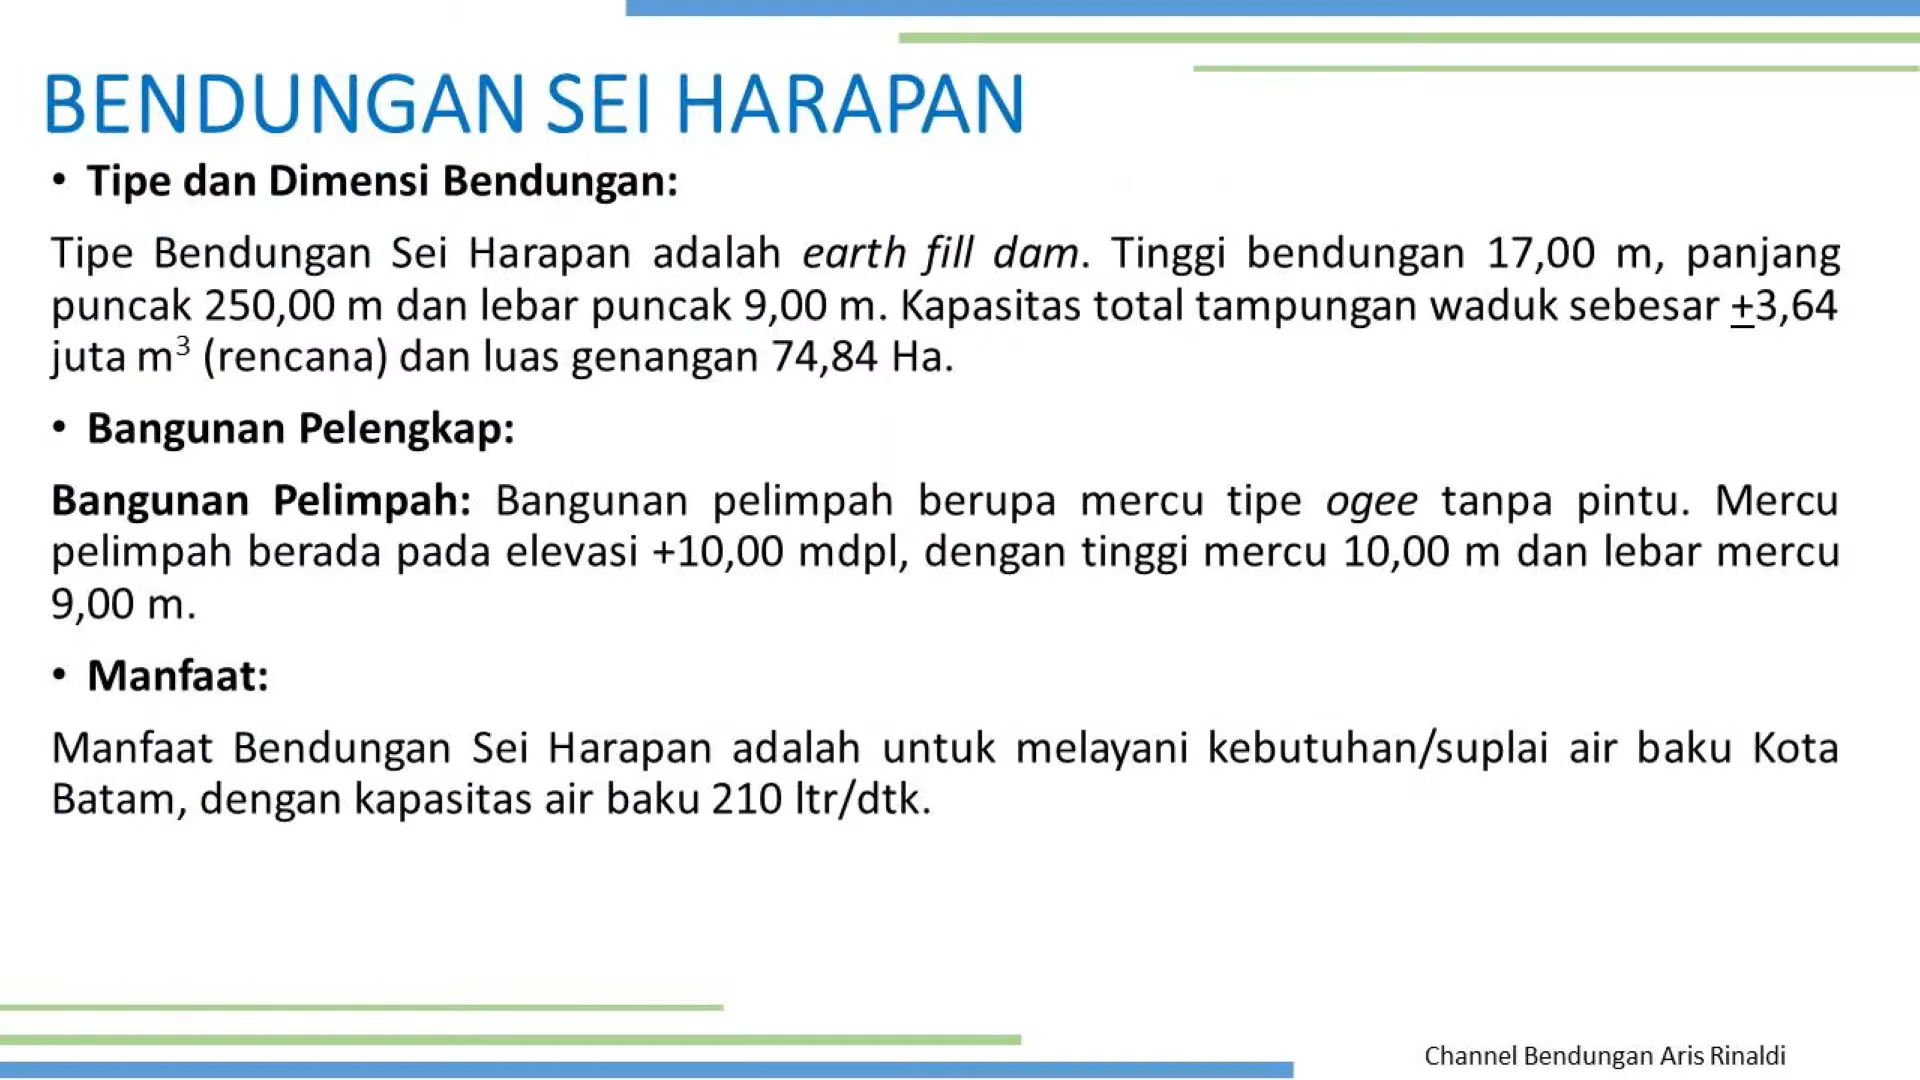 BENDUNGAN SEI HARAPAN
• Tipe dan Dimensi Bendungan:
Tipe Bendungan Sei Harapan adalah earth fill dam. Tinggi bendungan 17,00 m, panjang
puncak 250,00 m dan lebar puncak 9,00 m. Kapasitas total tampungan waduk sebesar ±3,64
juta m³ (rencana) dan luas genangan 74,84 Ha.
• Bangunan Pelengkap:
Bangunan Pelimpah: Bangunan pelimpah berupa mercu tipe ogee tanpa pintu. Mercu
pelimpah berada pada elevasi +10,00 mdpl, dengan tinggi mercu 10,00 m dan lebar mercu
9,00 m.
• Manfaat:
Manfaat Bendungan Sei Harapan adalah untuk melayani kebutuhan/suplai air baku Kota
Batam, dengan kapasitas air baku 210 ltr/dtk.
Channel Bendungan Aris Rinaldi